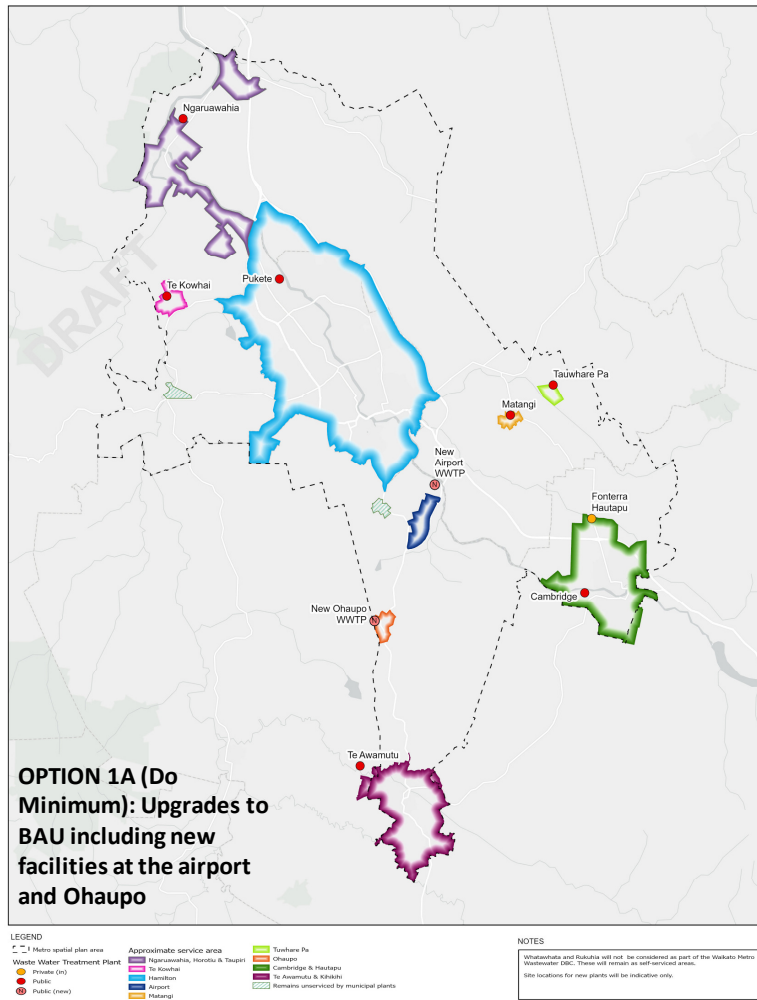 Ngaruawahia
DRAFT
Te Kowhai
Pukete
Tauwhare Pa
Matangi
New
Airport
WWTP
N
Fonterra
Hautapu
Cambridge
New Ohaupo
WWTP
N
Te Awamutu
OPTION 1A (Do
Minimum): Upgrades to
BAU including new
facilities at the airport
and Ohaupo
LEGEND
Metro spatial plan area
Waste Water Treatment Plant
Private (in)
Public
N Public (new)
Approximate service area
Ngaruawahia, Horotiu & Taupiri
Te Kowhai
Hamilton
Airport
Matangi
Tuwhare Pa
Ohaupo
Cambridge & Hautapu
Te Awamutu & Kihikihi
Remains unserviced by municipal plants
NOTES
Whatawhata and Rukuhia will not be considered as part of the Waikato Metro
Wastewater DBC. These will remain as self-serviced areas.
Site locations for new plants will be indicative only.